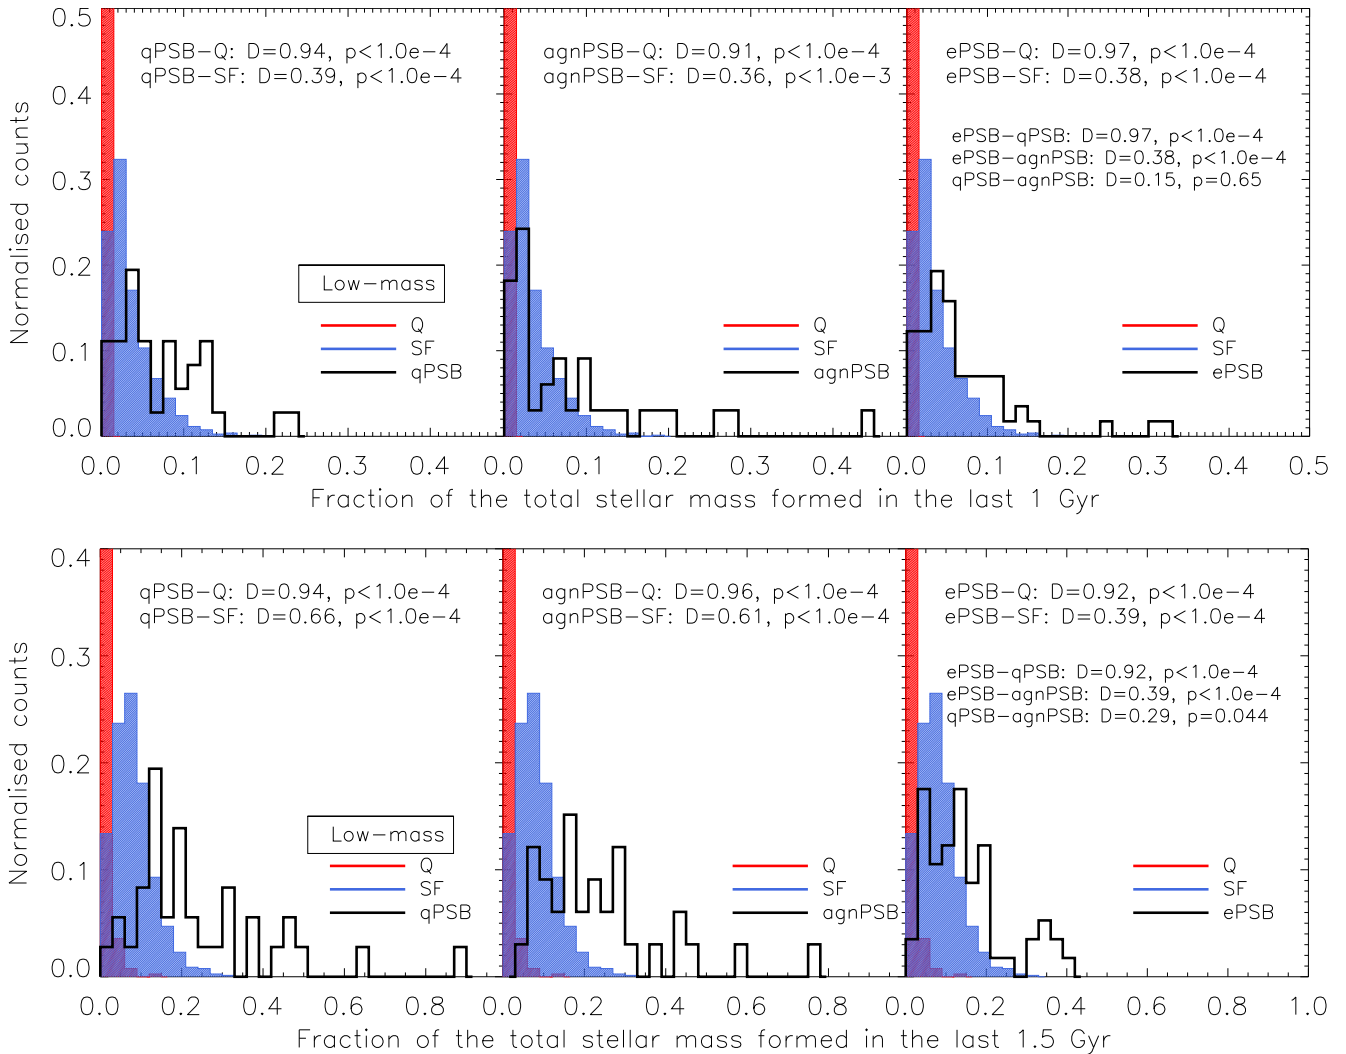 0.5
0.4
0.3
0.2
0.1
0.0
Normalised counts
qPSB-Q: D=0.94, p<1.0e-4
qPSB-SF: D=0.39, p<1.0e-4
Low-mass
Q
SF
qPSB
agnPSB-Q: D=0.91, p<1.0e-4
agnPSB-SF: D=0.36, p<1.0e-3
Q
SF
agnPSB
ePSB-Q: D=0.97, p<1.0e-4
ePSB-SF: D=0.38, p<1.0e-4
ePSB-qPSB: D=0.97, p<1.0e-4
ePSB-agnPSB: D=0.38, p<1.0e-4
qPSB-agnPSB: D=0.15, p=0.65
Q
SF
ePSB
0.0 0.1 0.2 0.3 0.4 0.0 0.1 0.2 0.3 0.4 0.0 0.1 0.2 0.3 0.4 0.5
Fraction of the total stellar mass formed in the last 1 Gyr
0.4
0.3
0.2
0.1
0.0
Normalised counts
qPSB-Q: D=0.94, p<1.0e-4
qPSB-SF: D=0.66, p<1.0e-4
Low-mass
Q
SF
qPSB
agnPSB-Q: D=0.96, p<1.0e-4
agnPSB-SF: D=0.61, p<1.0e-4
Q
SF
agnPSB
ePSB-Q: D=0.92, p<1.0e-4
ePSB-SF: D=0.39, p<1.0e-4
ePSB-qPSB: D=0.92, p<1.0e-4
ePSB-agnPSB: D=0.39, p<1.0e-4
qPSB-agnPSB: D=0.29, p=0.044
Q
SF
ePSB
0.0 0.2 0.4 0.6 0.8 0.0 0.2 0.4 0.6 0.8 0.0 0.2 0.4 0.6 0.8 1.0
Fraction of the total stellar mass formed in the last 1.5 Gyr